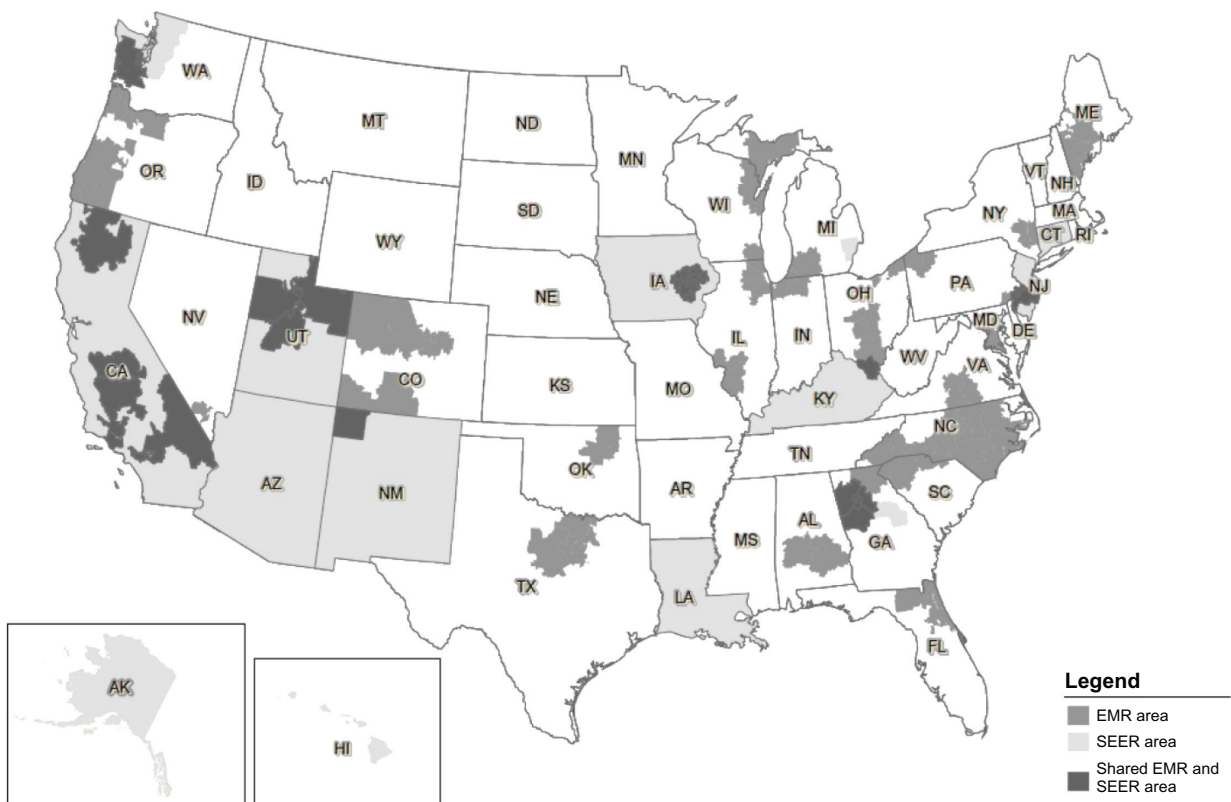 WA
MT
ND
MN
ME
OR
ID
SD
WI
MI
VT
NH
NY
MA
CT
RI
WY
IA
NE
PA
NJ
OH
NV
UT
IL
IN
MD
DE
WV
VA
CO
CA
KS
MO
KY
NC
TN
OK
AZ
NM
AR
SC
AL
MS
GA
TX
LA
FL
AK
HI
Legend
EMR area
SEER area
Shared EMR and
SEER area